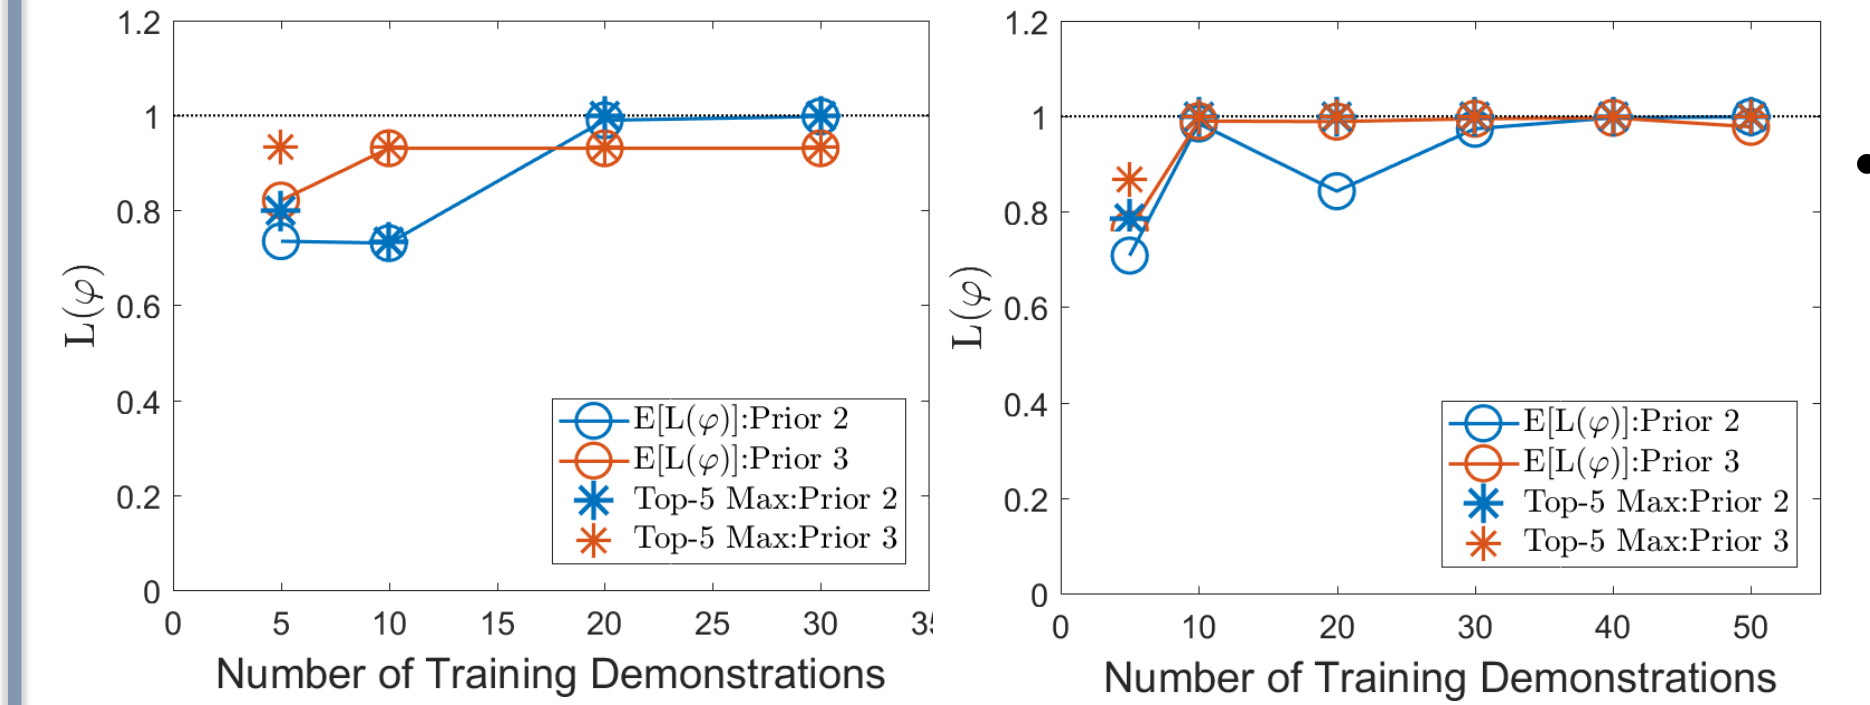 1.2
1
0.8
0.6
0.4
0.2
0
L(φ)
E[L(φ)]:Prior 2
E[L(φ)]:Prior 3
Top-5 Max:Prior 2
Top-5 Max:Prior 3
0 5 10 15 20 25 30
Number of Training Demonstrations
1.2
1
0.8
0.6
0.4
0.2
0
L(φ)
E[L(φ)]:Prior 2
E[L(φ)]:Prior 3
Top-5 Max:Prior 2
Top-5 Max:Prior 3
0 10 20 30 40 50
Number of Training Demonstrations
•